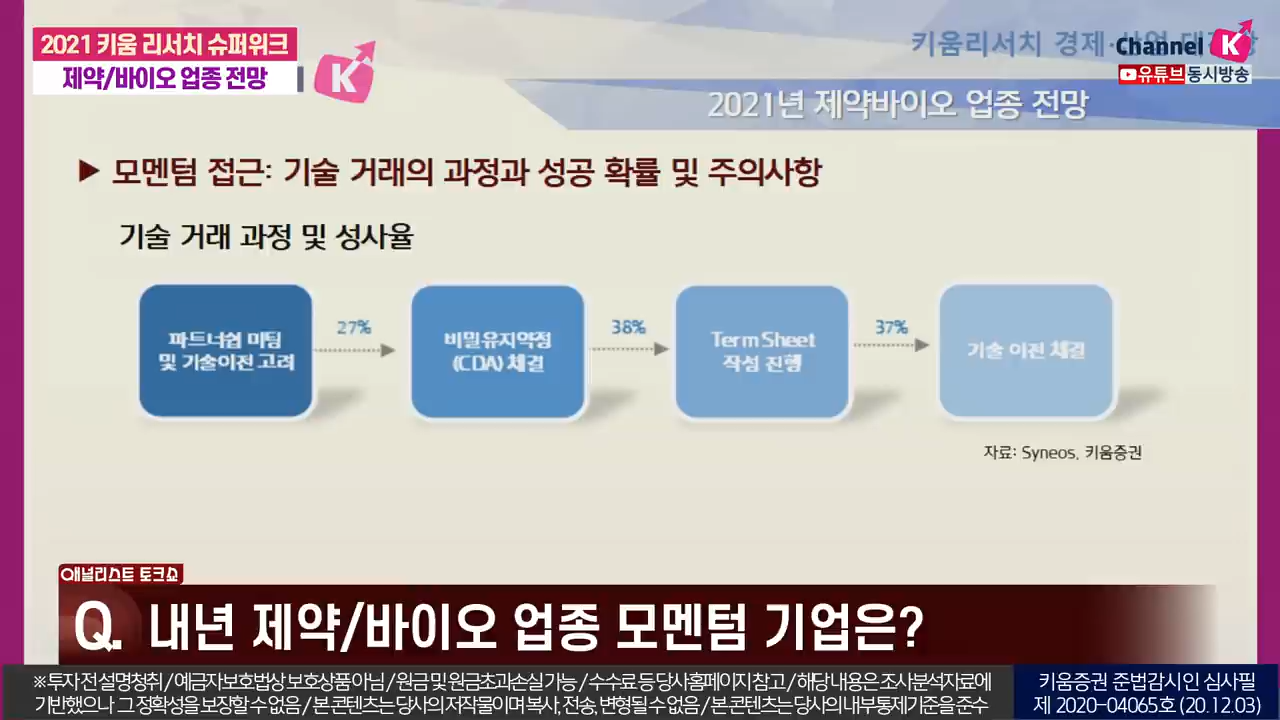 2021 키움 리서치 슈퍼위크
제약/바이오 업종 전망
K
키움리서치 경제
Channel K
유튜브동시방송
2021년 제약바이오 업종 전망
▶ 모멘텀 접근: 기술 거래의 과정과 성공 확률 및 주의사항
기술 거래 과정 및 성사율
파트너쉽 미팅
및 기술이전 고려
27%
비밀유지약정
(CDA) 체결
38%
Term Sheet
작성 진행
37%
기술 이전 체결
자료: Syneos, 키움증권
애널리스트 토크쇼
Q. 내년 제약/바이오 업종 모멘텀 기업은?
※ 투자 전 설명청취 / 예금자보호법상 보호상품 아님 / 원금 및 원금초과손실 가능 / 수수료 등 당사홈페이지 참고 / 해당 내용은 조사분석자료에
기반했으나 그 정확성을 보장할 수 없음 / 본 콘텐츠는 당사의 저작물이며 복사, 전송, 변형될 수 없음 / 본 콘텐츠는 당사의 내부통제기준을 준수
키움증권 준법감시인 심사필
제 2020-04065호 (20.12.03)